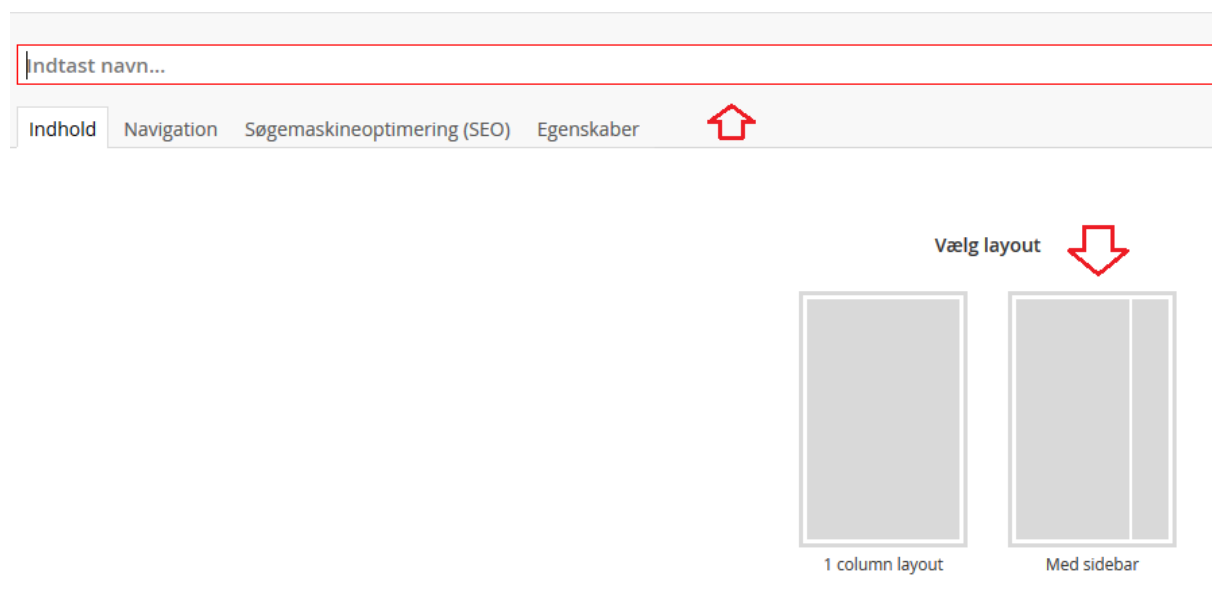 Indtast navn...
Indhold Navigation Søgemaskineoptimering (SEO) Egenskaber
Vælg layout
1 column layout Med sidebar